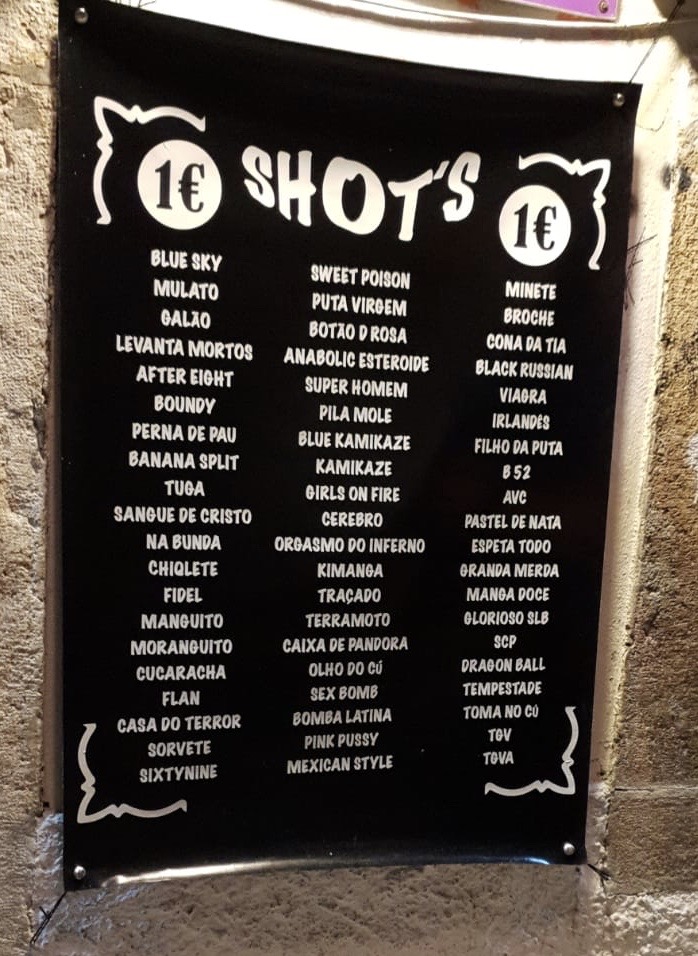 SHOT'S
1€
1€
BLUE SKY
MULATO
GALÃO
LEVANTA MORTOS
AFTER EIGHT
BOUNDY
PERNA DE PAU
BANANA SPLIT
TUGA
SANGUE DE CRISTO
NA BUNDA
CHIQLETE
FIDEL
MANGUITO
MORANGUITO
CUCARACHA
FLAN
CASA DO TERROR
SORVETE
SIXTYNINE
SWEET POISON
PUTA VIRGEM
BOTÃO D ROSA
ANABOLIC ESTEROIDE
SUPER HOMEM
PILA MOLE
BLUE KAMIKAZE
KAMIKAZE
GIRLS ON FIRE
CEREBRO
ORGASMO DO INFERNO
KIMANGA
TRAÇADO
TERRAMOTO
CAIXA DE PANDORA
OLHO DO CÚ
SEX BOMB
BOMBA LATINA
PINK PUSSY
MEXICAN STYLE
MINETE
BROCHE
CONA DA TIA
BLACK RUSSIAN
VIAGRA
IRLANDÊS
FILHO DA PUTA
B 52
AVC
PASTEL DE NATA
ESPETA TODO
GRANDA MERDA
MANGA DOCE
GLORIOSO SLB
SCP
DRAGON BALL
TEMPESTADE
TOMA NO CÚ
TGV
TGVA